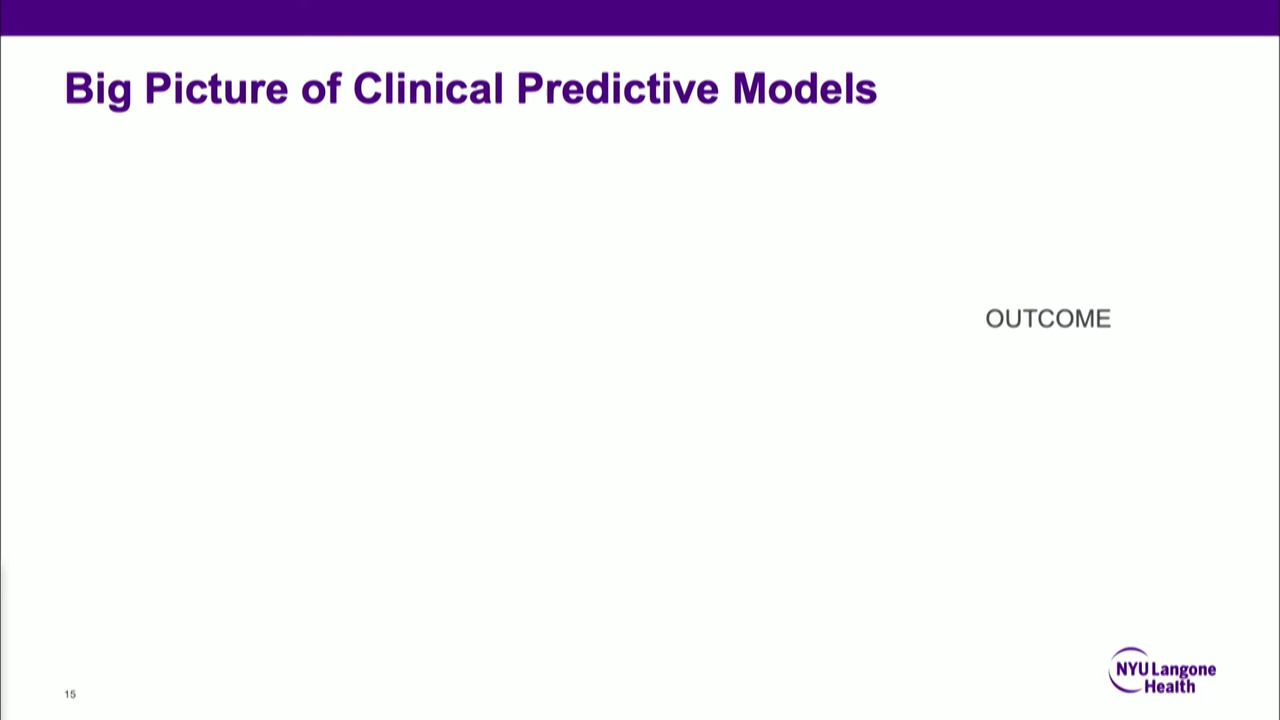 Big Picture of Clinical Predictive Models
OUTCOME
15
NYU Langone
Health